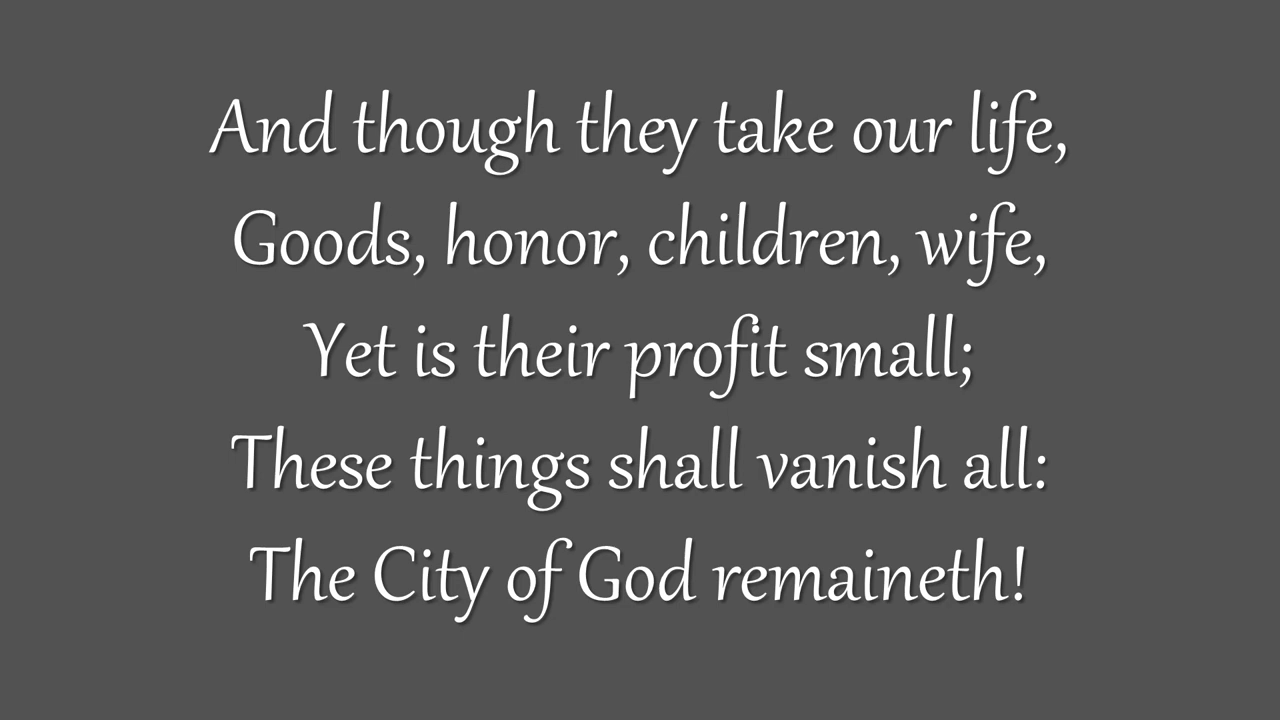 And though they take our life,
Goods, honor, children, wife,
Yet is their profit small;
These things shall vanish all:
The City of God remaineth!